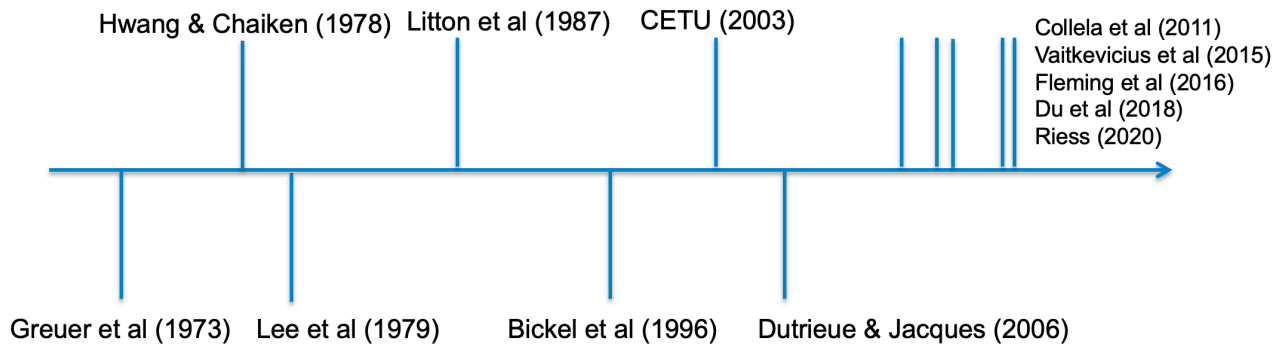 Hwang & Chaiken (1978)
Litton et al (1987)
CETU (2003)
Collela et al (2011)
Vaitkevicius et al (2015)
Fleming et al (2016)
Du et al (2018)
Riess (2020)
Greuer et al (1973)
Lee et al (1979)
Bickel et al (1996)
Dutrieue & Jacques (2006)